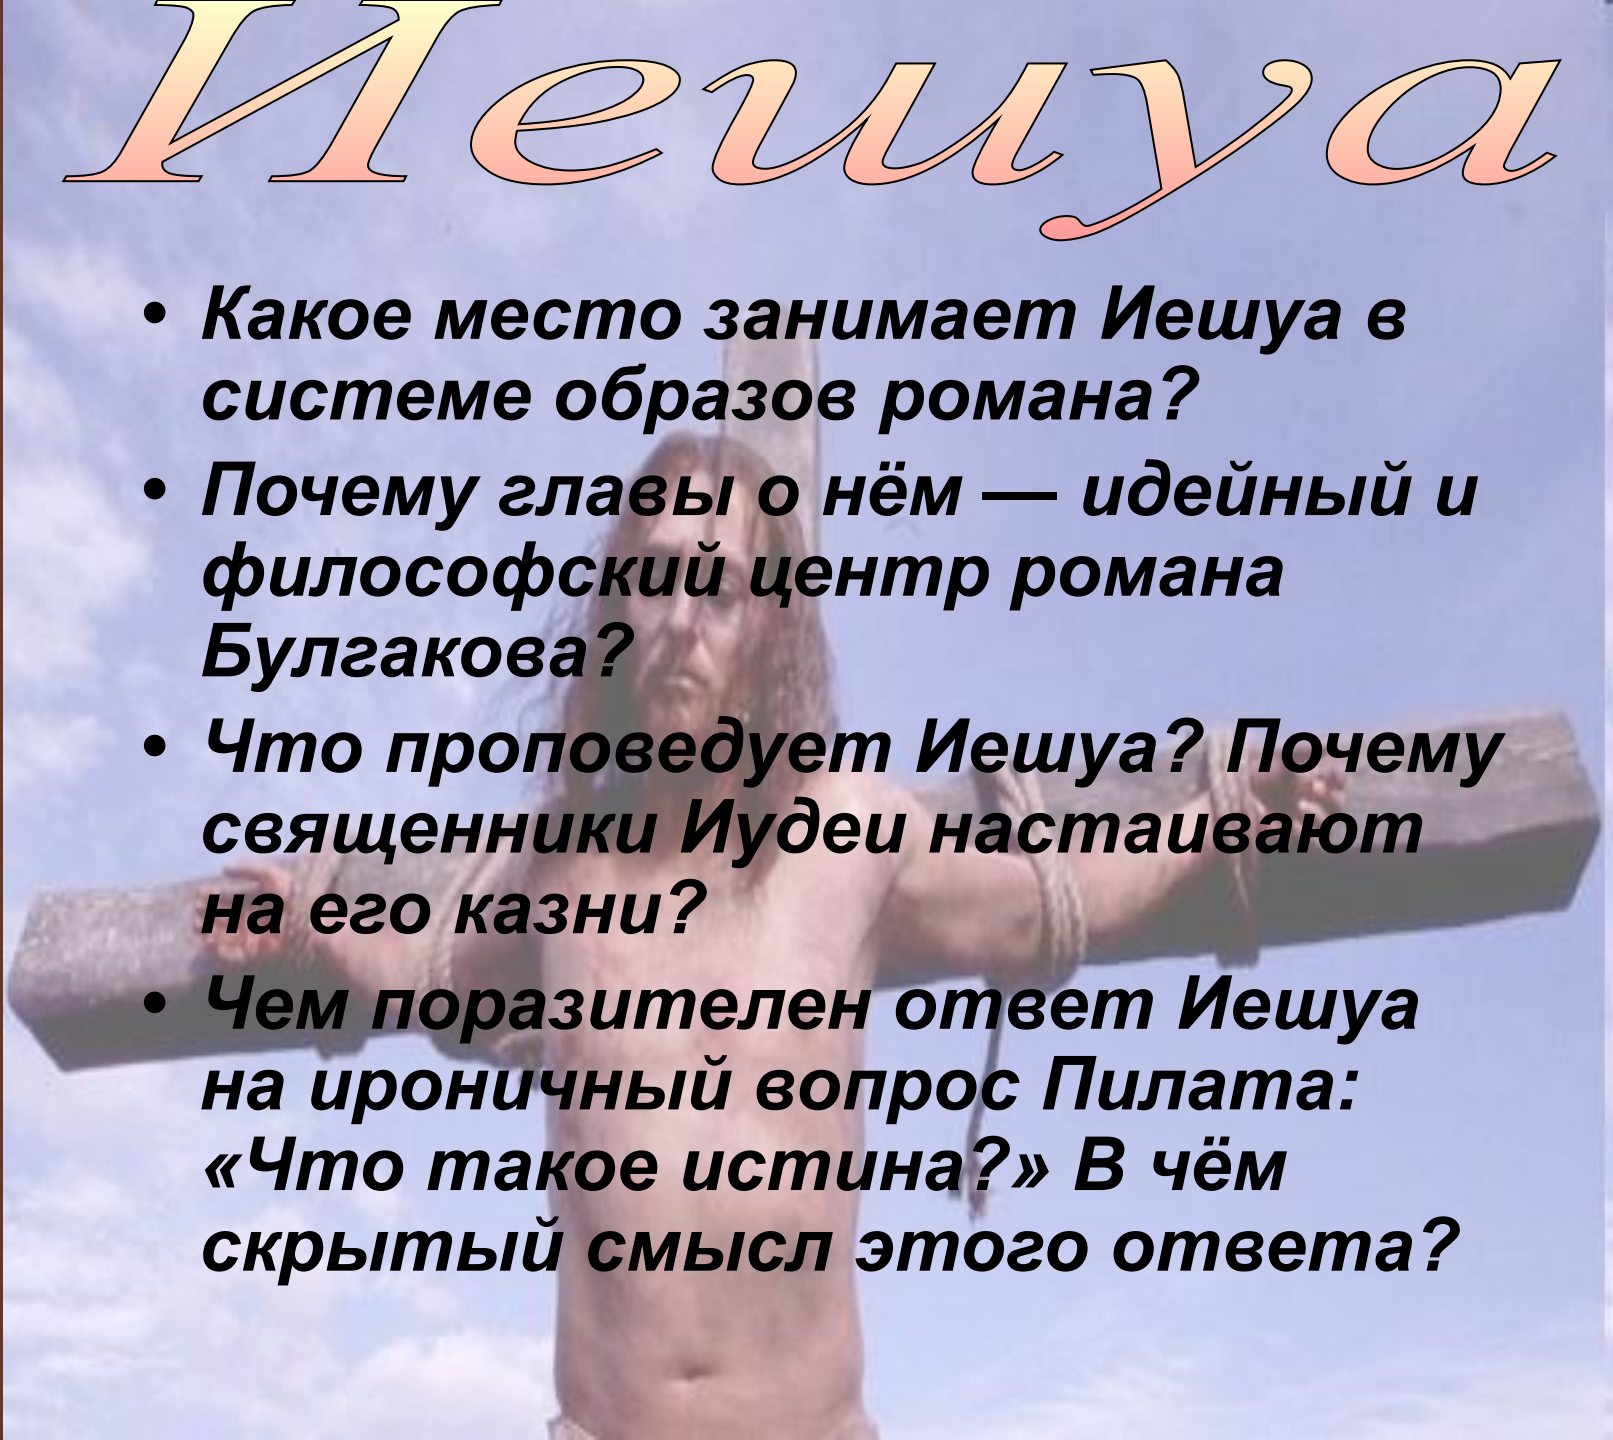 Иешуа
• Какое место занимает Иешуа в
системе образов романа?
• Почему главы о нём — идейный и
философский центр романа
Булгакова?
• Что проповедует Иешуа? Почему
священники Иудеи настаивают
на его казни?
• Чем поразителен ответ Иешуа
на ироничный вопрос Пилата:
«Что такое истина?» В чём
скрытый смысл этого ответа?